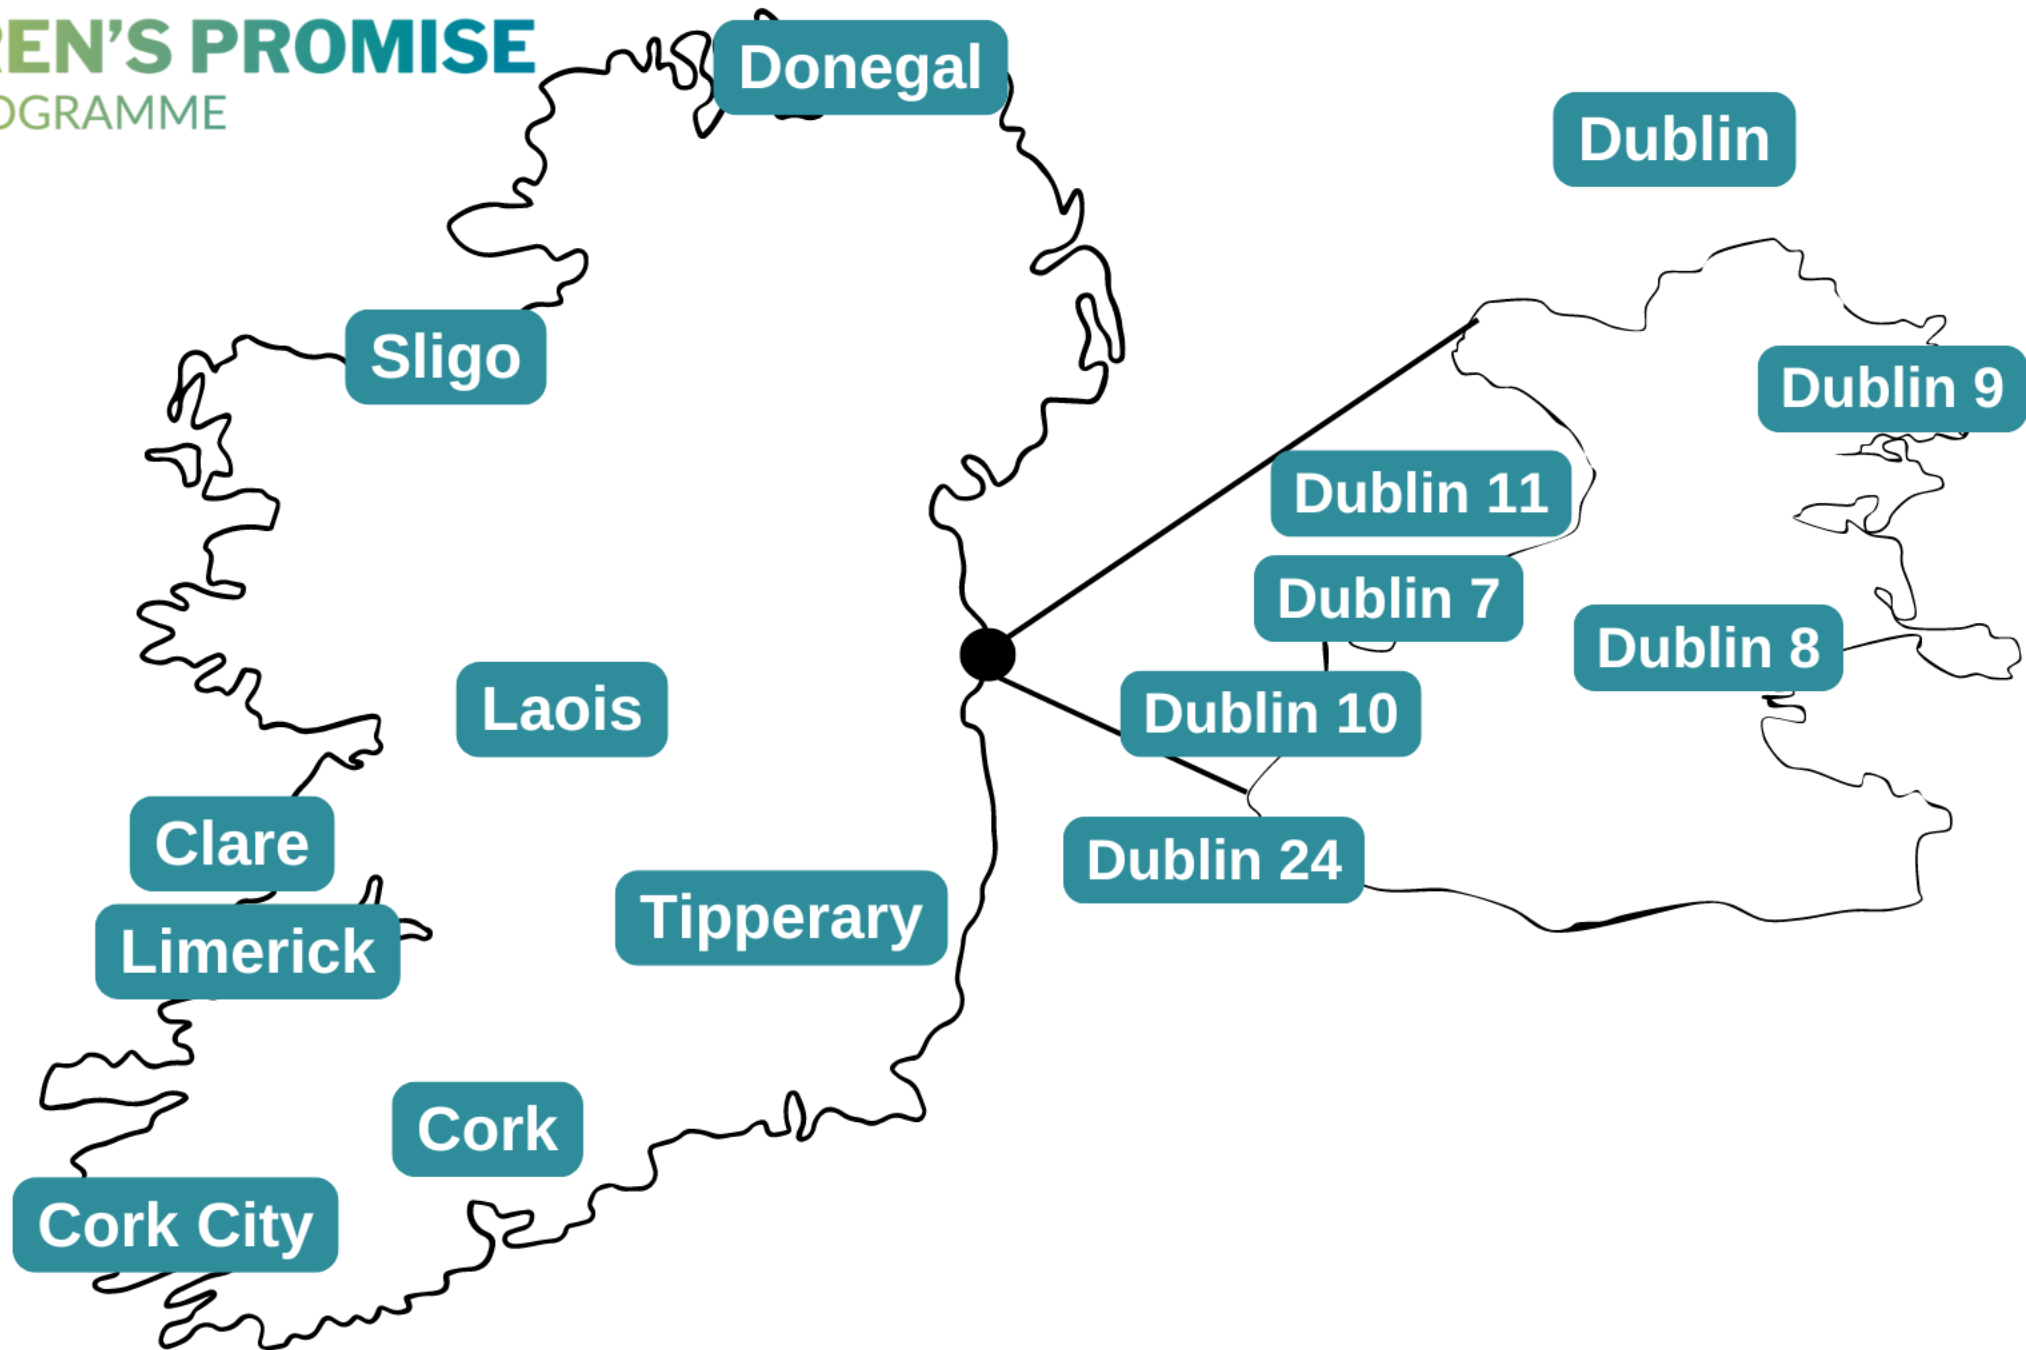 REN'S PROMISE
OGRAMME
Donegal
Dublin
Sligo
Dublin 9
Dublin 11
Dublin 7
Dublin 8
Laois
Dublin 10
Clare
Dublin 24
Tipperary
Limerick
Cork
Cork City